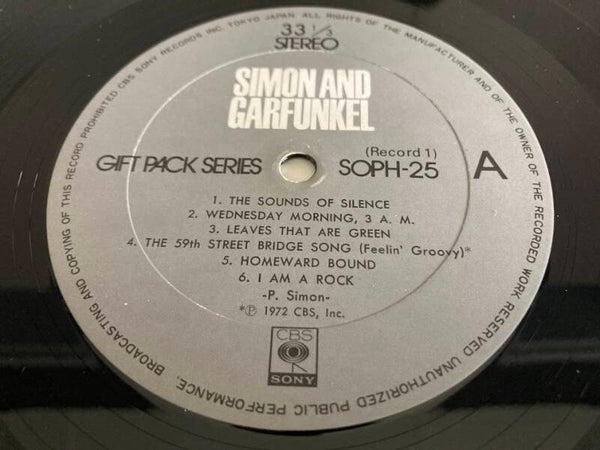 33 1/3
STEREO
SIMON AND
GARFUNKEL
GIFT PACK SERIES
(Record 1)
SOPH-25
A
1. THE SOUNDS OF SILENCE
2. WEDNESDAY MORNING, 3 A. M.
3. LEAVES THAT ARE GREEN
4. THE 59th STREET BRIDGE SONG (Feelin' Groovy)*
5. HOMEWARD BOUND
6. I AM A ROCK
-P. Simon-
*Ⓟ 1972 CBS, Inc.
CBS
SONY
CBS SONY RECORDS INC. TOKYO JAPAN. ALL RIGHTS OF THE MANUFACTURER AND OF THE OWNER OF THE RECORDED WORK RESERVED UNAUTHORIZED PUBLIC PERFORMANCE. BROADCASTING AND COPYING OF THIS RECORD PROHIBITED